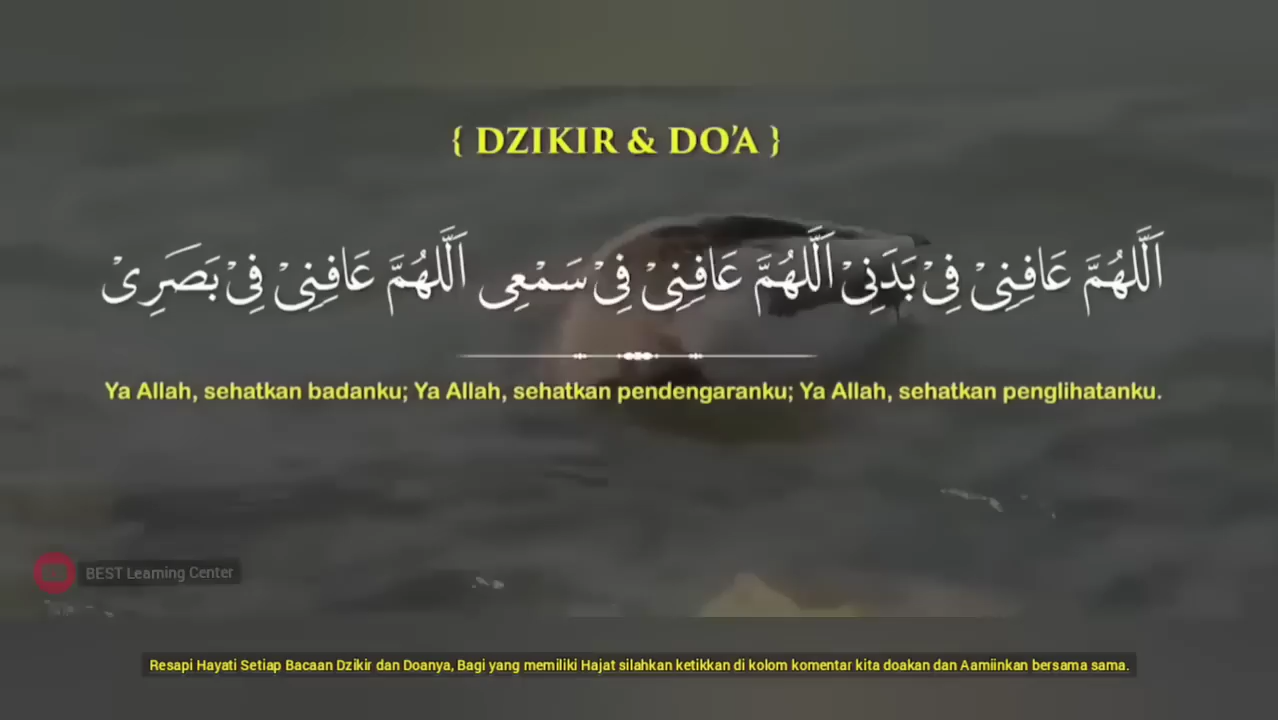 { DZIKIR & DO’A }
اَللّٰهُمَّ عَافِنِيْ فِيْ بَدَنِيْ اَللّٰهُمَّ عَافِنِيْ فِيْ سَمْعِي اَللّٰهُمَّ عَافِنِيْ فِيْ بَصَرِيْ
Ya Allah, sehatkan badanku; Ya Allah, sehatkan pendengaranku; Ya Allah, sehatkan penglihatanku.
BEST Learning Center
Resapi Hayati Setiap Bacaan Dzikir dan Doanya, Bagi yang memiliki Hajat silahkan ketikkan di kolom komentar kita doakan dan Aamiinkan bersama sama.